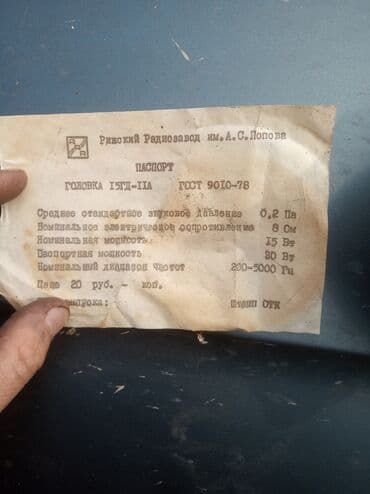 Рижский Радиозавод им.А.С.Попова
ПАСПОРТ
ГОЛОВКА 15ГД-11А ГОСТ 9010-78
Среднее стандартное звуковое давление 0,2 Па
Номинальное электрическое сопротивление 8 Ом
Номинальная мощность 15 Вт
Паспортная мощность 20 Вт
Номинальный диапазон частот 200-5000 Гц
Цена 20 руб. - коп.
выпуска: Штамп ОТК